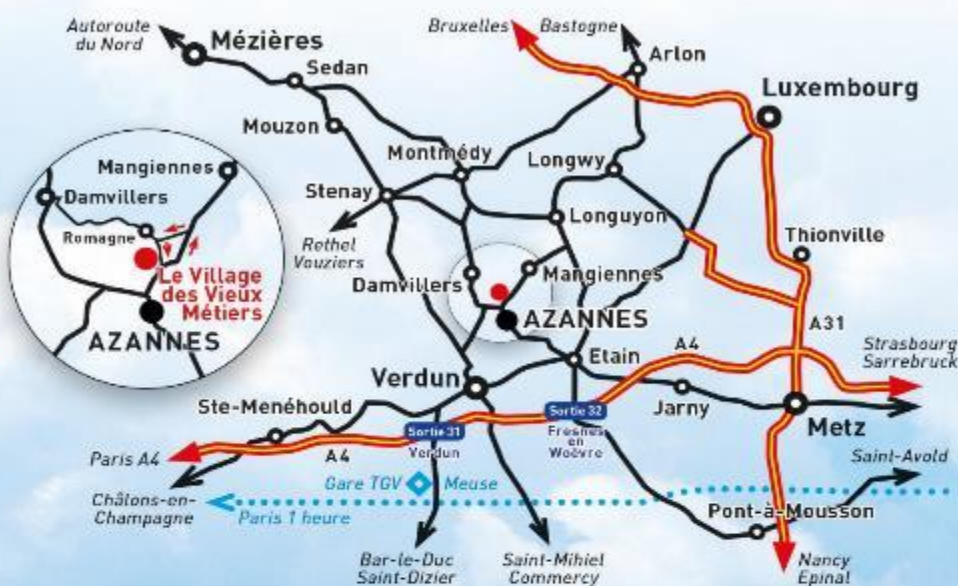 Autoroute
du Nord
Mézières
Sedan
Mouzon
Bruxelles
Bastogne
Arlon
Luxembourg
Montmédy
Longwy
Stenay
Longuyon
Rethel
Vouziers
Thionville
Mangiennes
Damvillers
Romagne
Le Village
des Vieux
Métiers
AZANNES
Damvillers
Mangiennes
AZANNES
A31
Etain
A4
Strasbourg
Sarrebruck
Verdun
Ste-Menéhould
Jarny
Metz
Sortie 31
Verdun
Sortie 32
Fresnes
en
Woëvre
Paris A4
A4
Saint-Avold
Gare TGV Meuse
Châlons-en-
Champagne
Paris 1 heure
Pont-à-Mousson
Bar-le-Duc
Saint-Dizier
Saint-Mihiel
Commercy
Nancy
Epinal